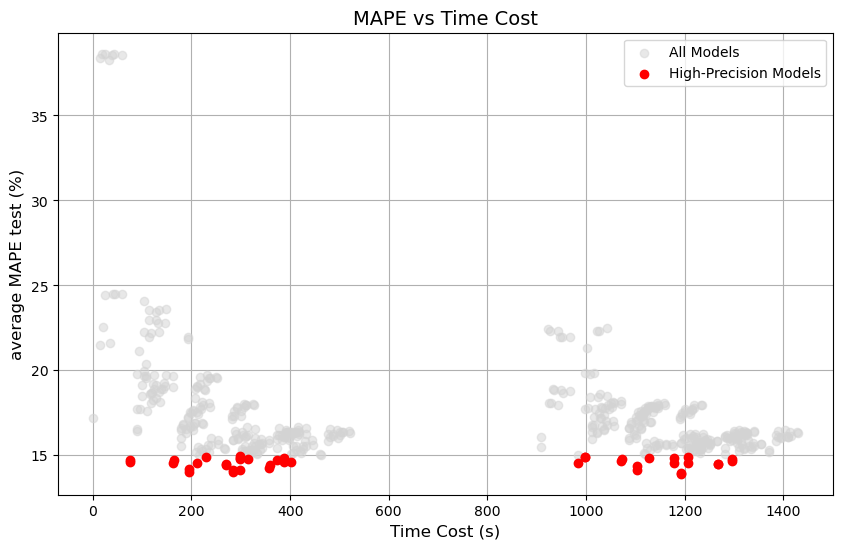 MAPE vs Time Cost
All Models
High-Precision Models
average MAPE test (%)
35
30
25
20
15
0
200
400
600
800
1000
1200
1400
Time Cost (s)